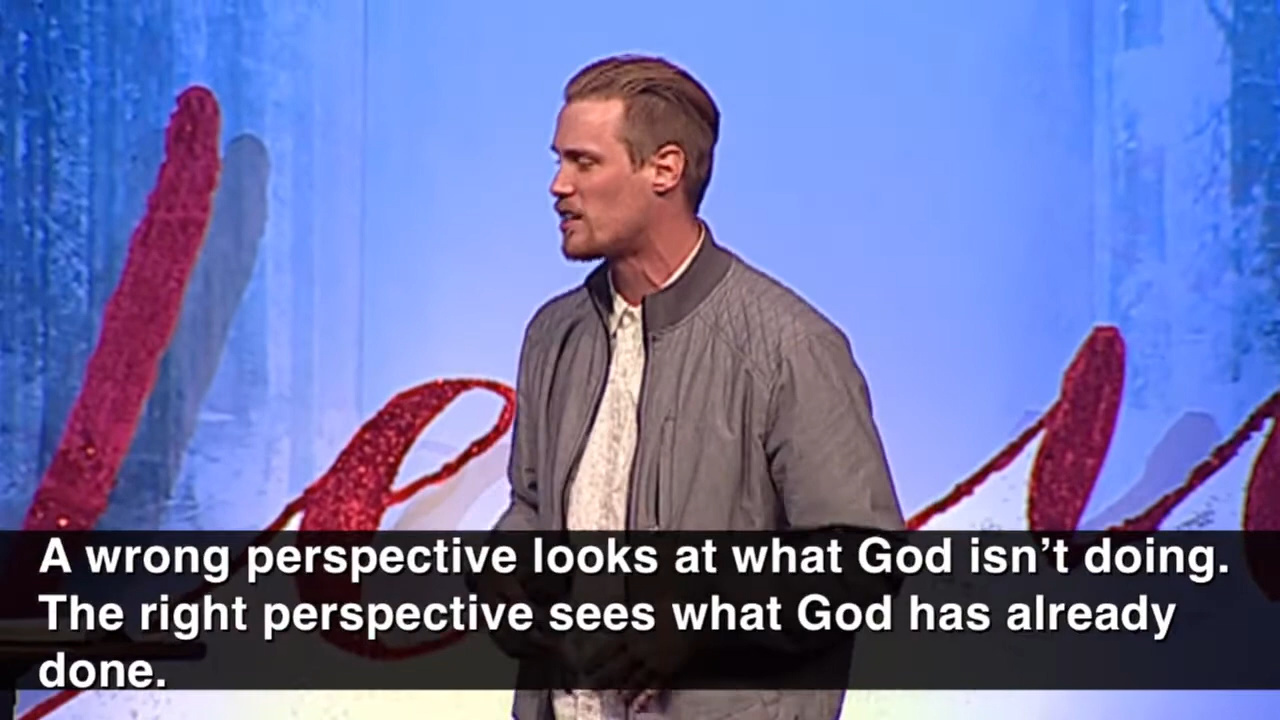 A wrong perspective looks at what God isn’t doing.
The right perspective sees what God has already
done.